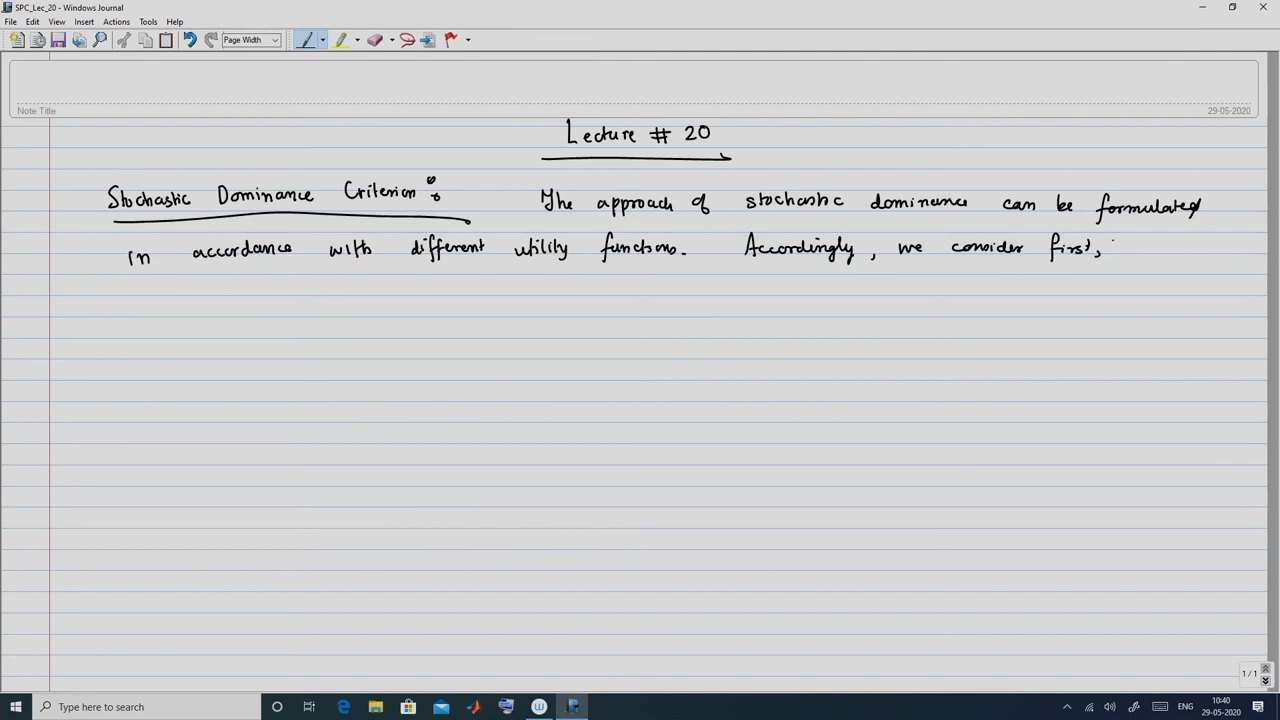 SPC_Lec_20 - Windows Journal
File Edit View Insert Actions Tools Help
Page Width
Note Title
29-05-2020
Lecture # 20
Stochastic Dominance Criterion : The approach of stochastic dominance can be formulated
in accordance with different utility functions. Accordingly, we consider first,
1/1
Type here to search
ENG
10:40
29-05-2020